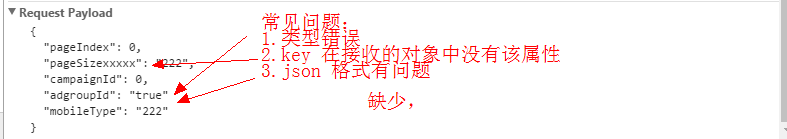 ▼ Request Payload
{
"pageIndex": 0,
"pageSizexxxxx": "222",
"campaignId": 0,
"adgroupId": "true"
"mobileType": "222"
}
常见问题：
1.类型错误
2.key 在接收的对象中没有该属性
3.json 格式有问题
缺少，